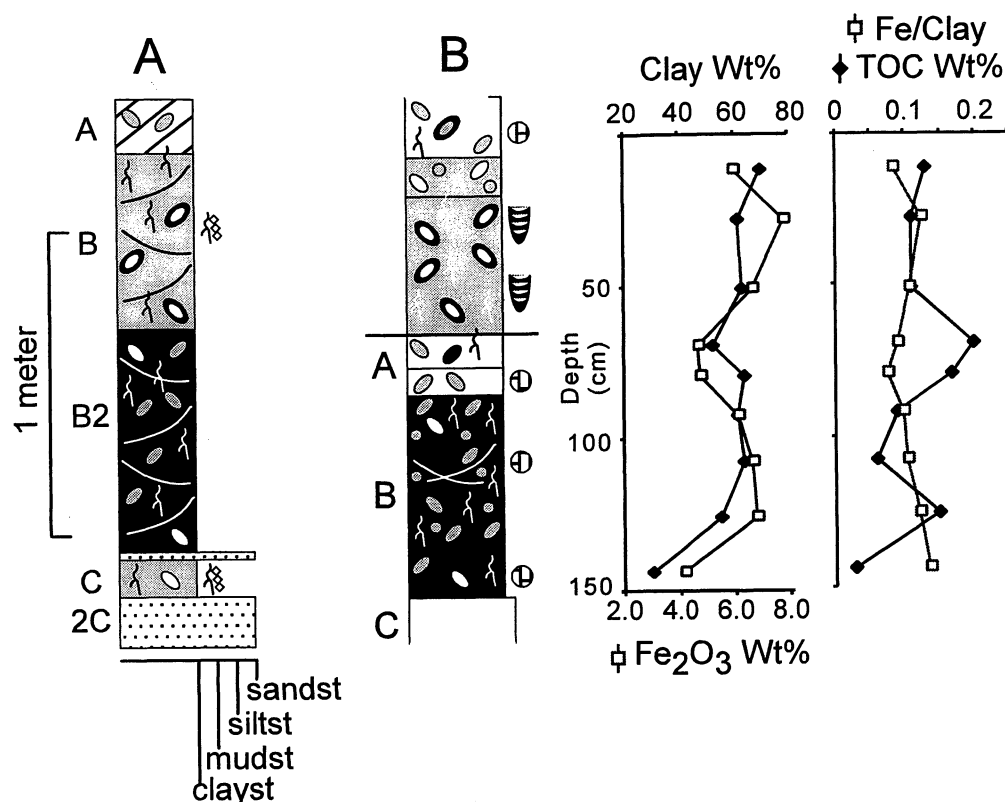 A
B
Clay Wt%
Fe/Clay
TOC Wt%
20 60 80
0 0.1 0.2
A
B
1 meter
B2
C
2C
A
B
C
50
Depth
(cm)
100
150
2.0 4.0 6.0 8.0
Fe2O3 Wt%
sandst
siltst
mudst
clayst